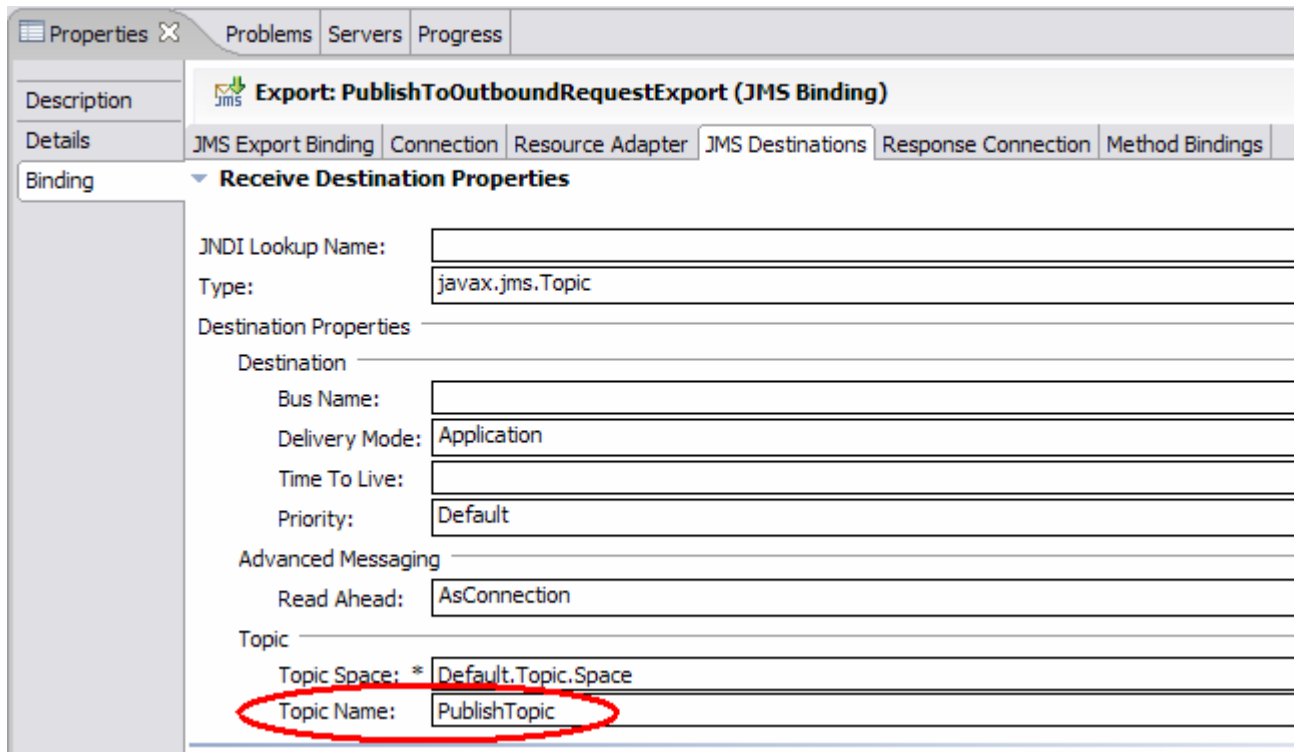 Properties Problems Servers Progress
Export: PublishToOutboundRequestExport (JMS Binding)
Description
Details
Binding
JMS Export Binding Connection Resource Adapter JMS Destinations Response Connection Method Bindings
Receive Destination Properties
JNDI Lookup Name:
Type: javax.jms.Topic
Destination Properties
Destination
Bus Name:
Delivery Mode: Application
Time To Live:
Priority: Default
Advanced Messaging
Read Ahead: AsConnection
Topic
Topic Space: * Default.Topic.Space
Topic Name: PublishTopic